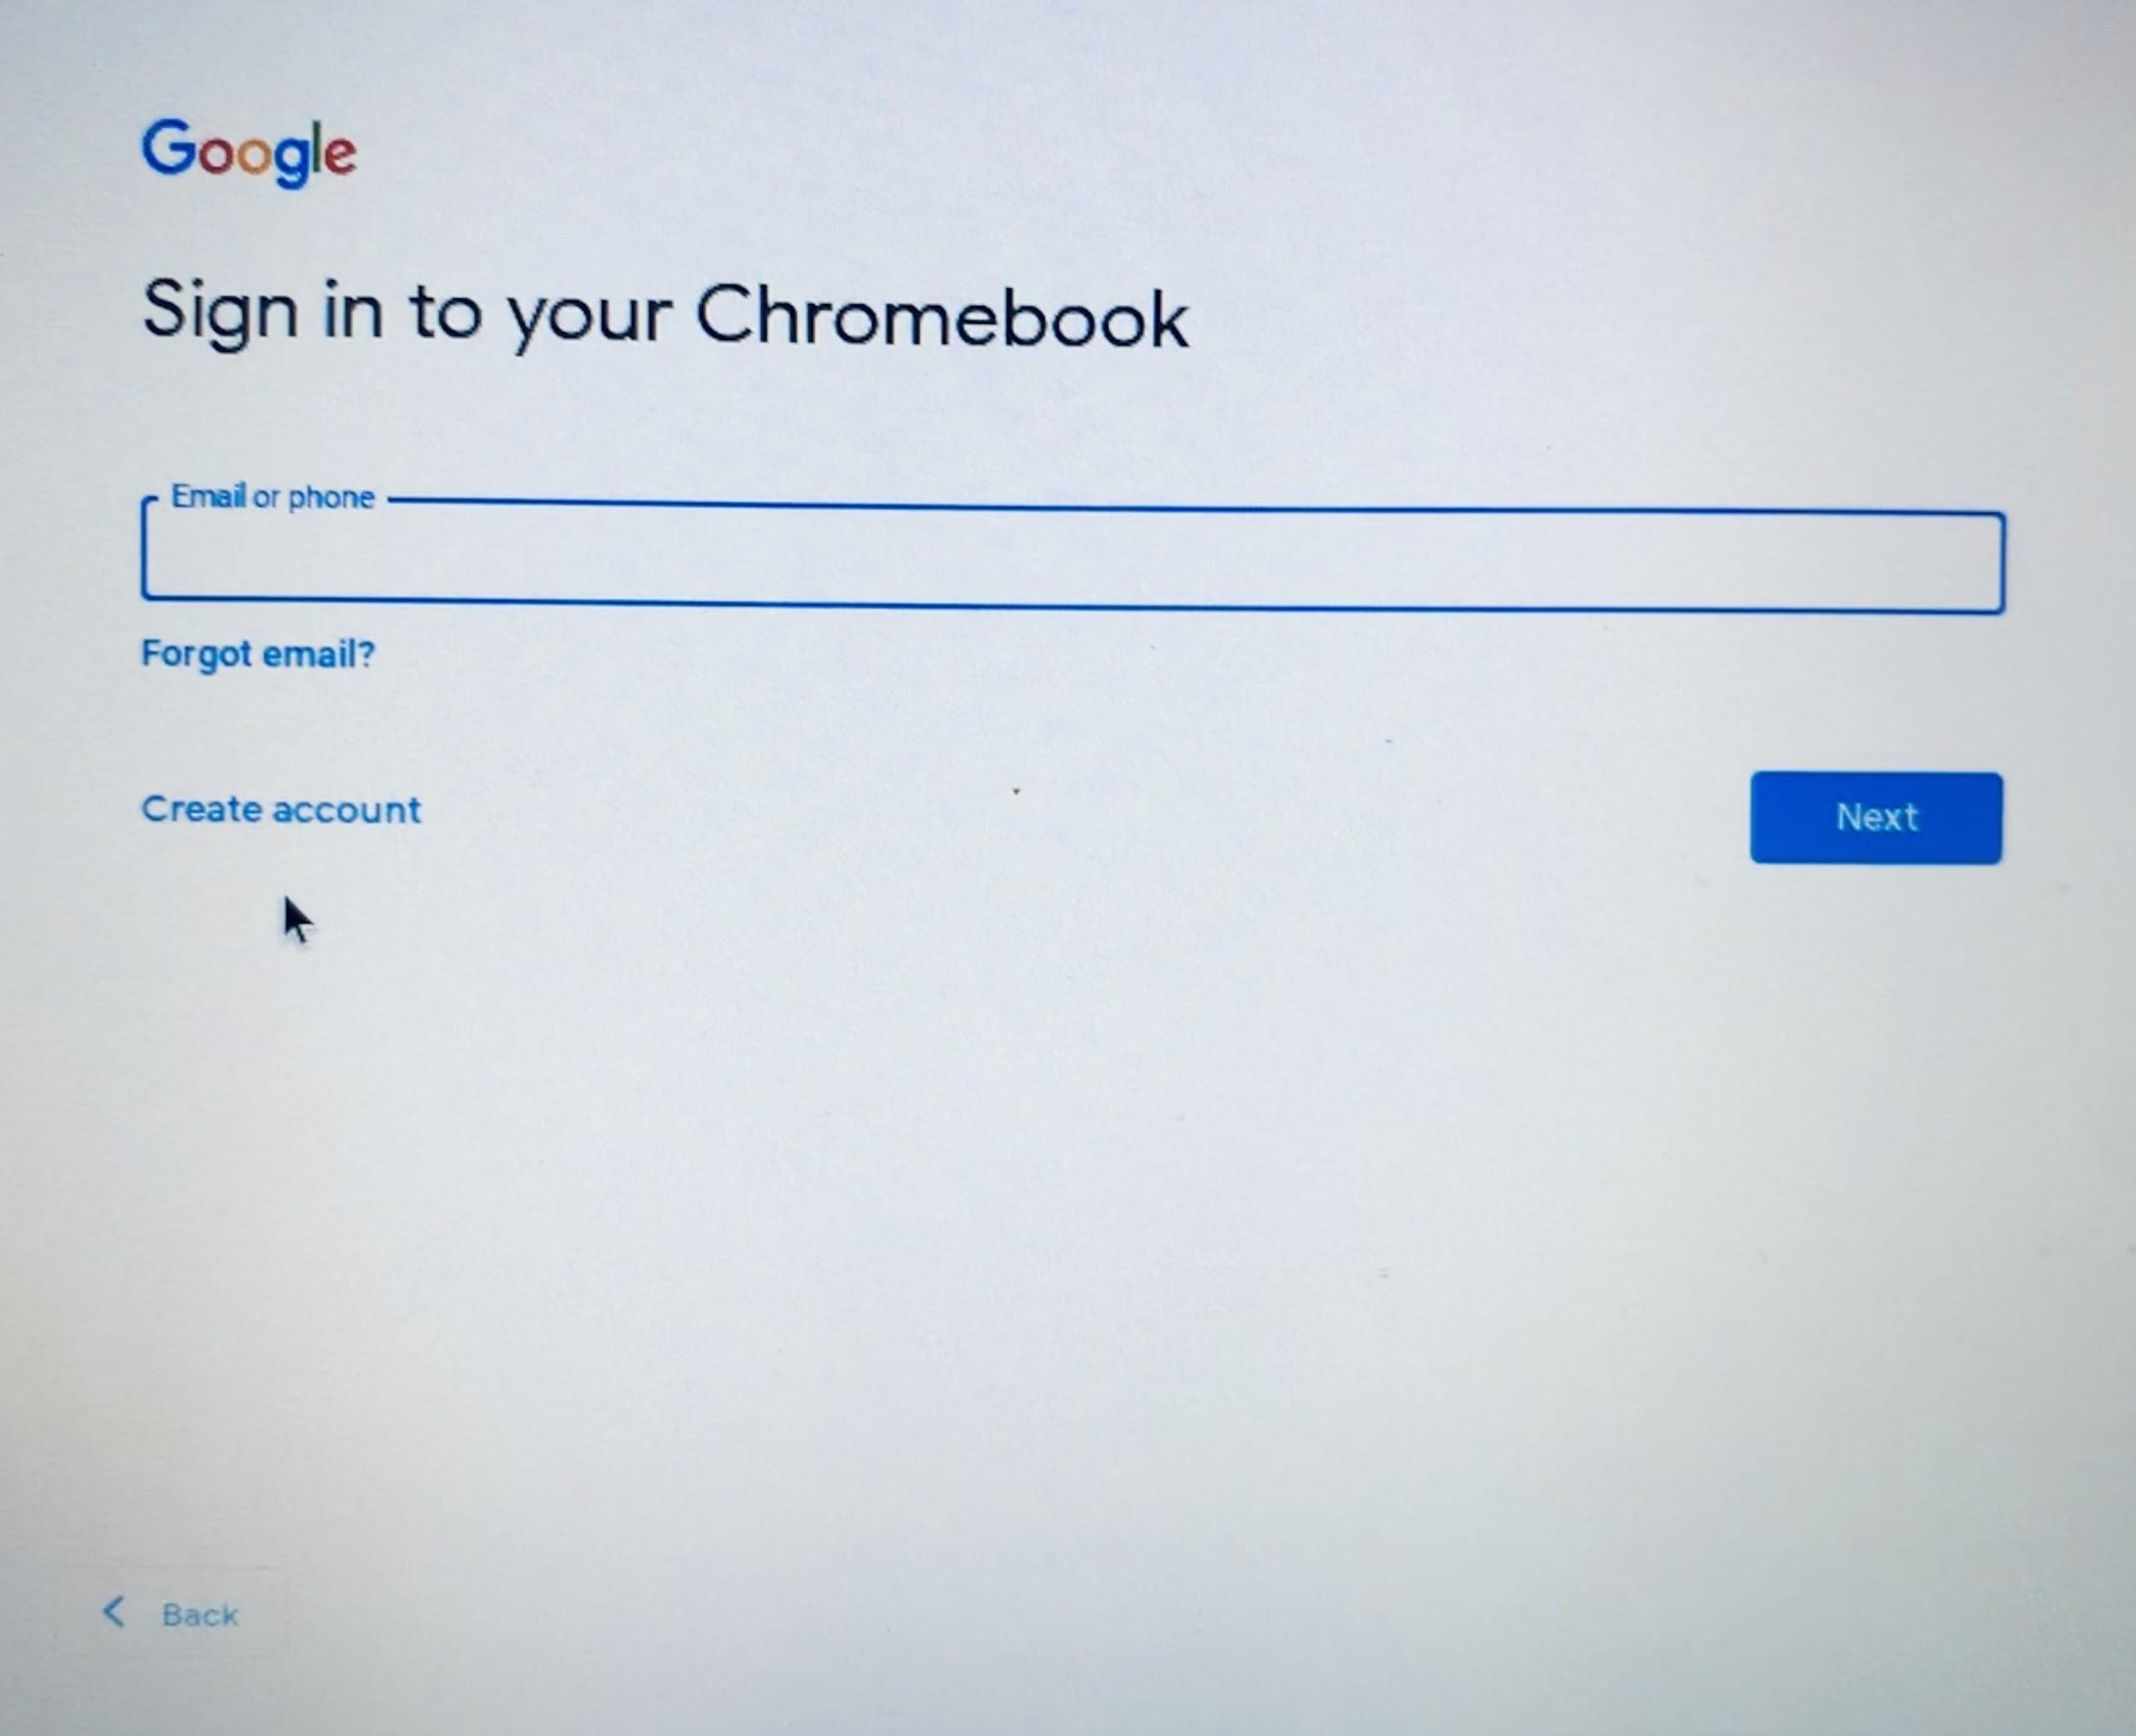 Google
Sign in to your Chromebook
Email or phone
Forgot email?
Create account
Next
Back